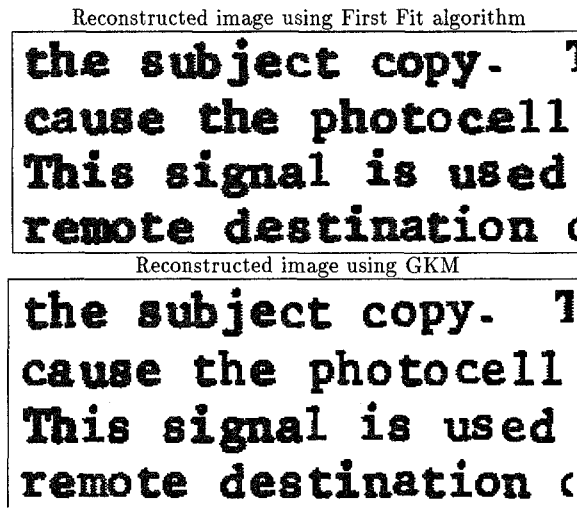 Reconstructed image using First Fit algorithm
the subject copy. T
cause the photocell
This signal is used
remote destination
Reconstructed image using GKM
the subject copy. T
cause the photocell
This signal is used
remote destination